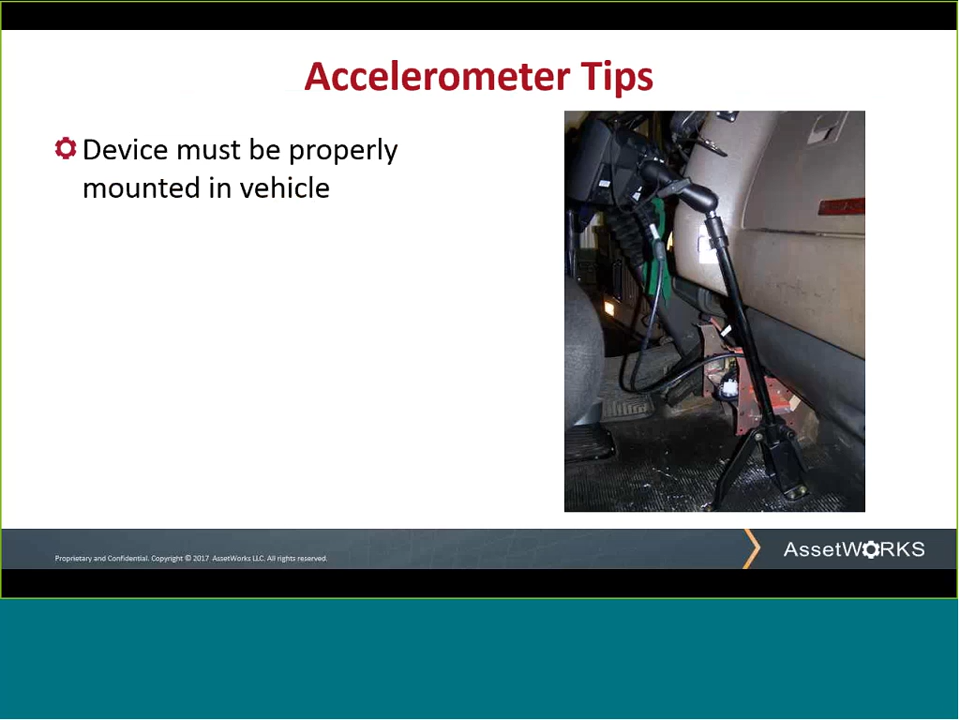 Accelerometer Tips
Device must be properly
mounted in vehicle
Proprietary and Confidential. Copyright © 2017 AssetWorks LLC. All rights reserved.
AssetWORKS